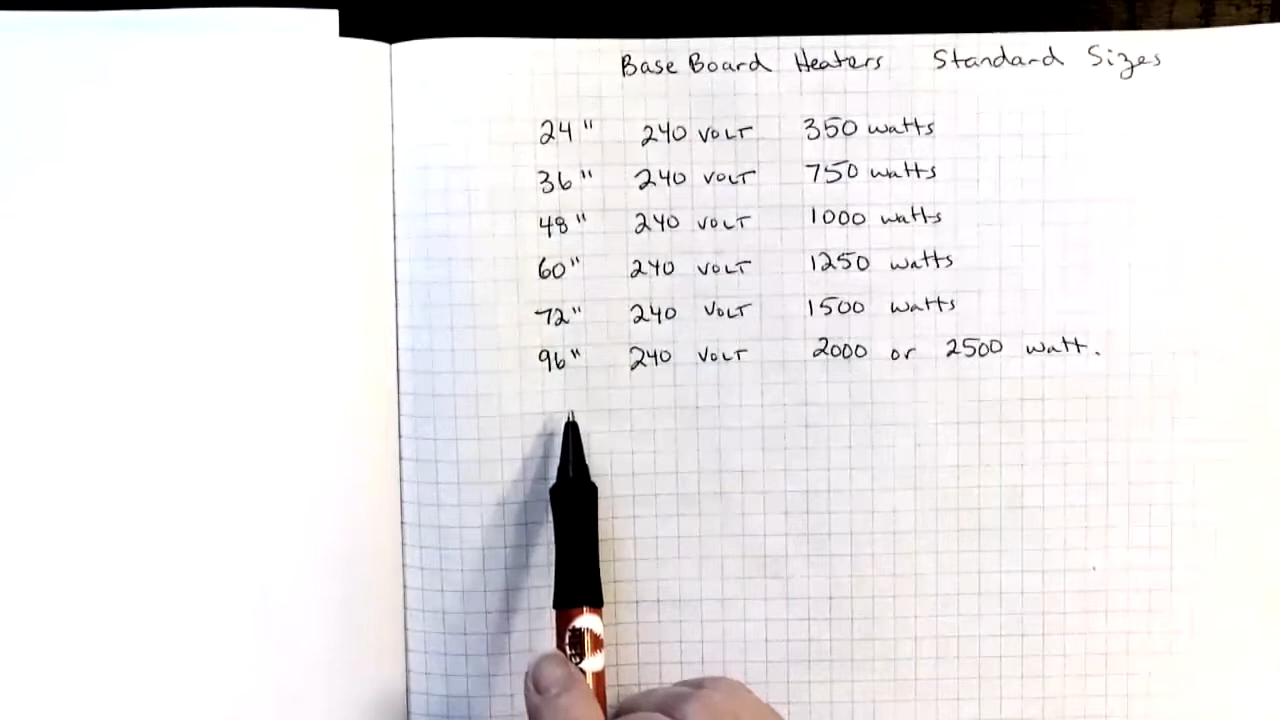 Base Board Heaters Standard Sizes
24" 240 VOLT 350 watts
36" 240 VOLT 750 watts
48" 240 VOLT 1000 watts
60" 240 VOLT 1250 watts
72" 240 VOLT 1500 watts
96" 240 VOLT 2000 or 2500 watt.